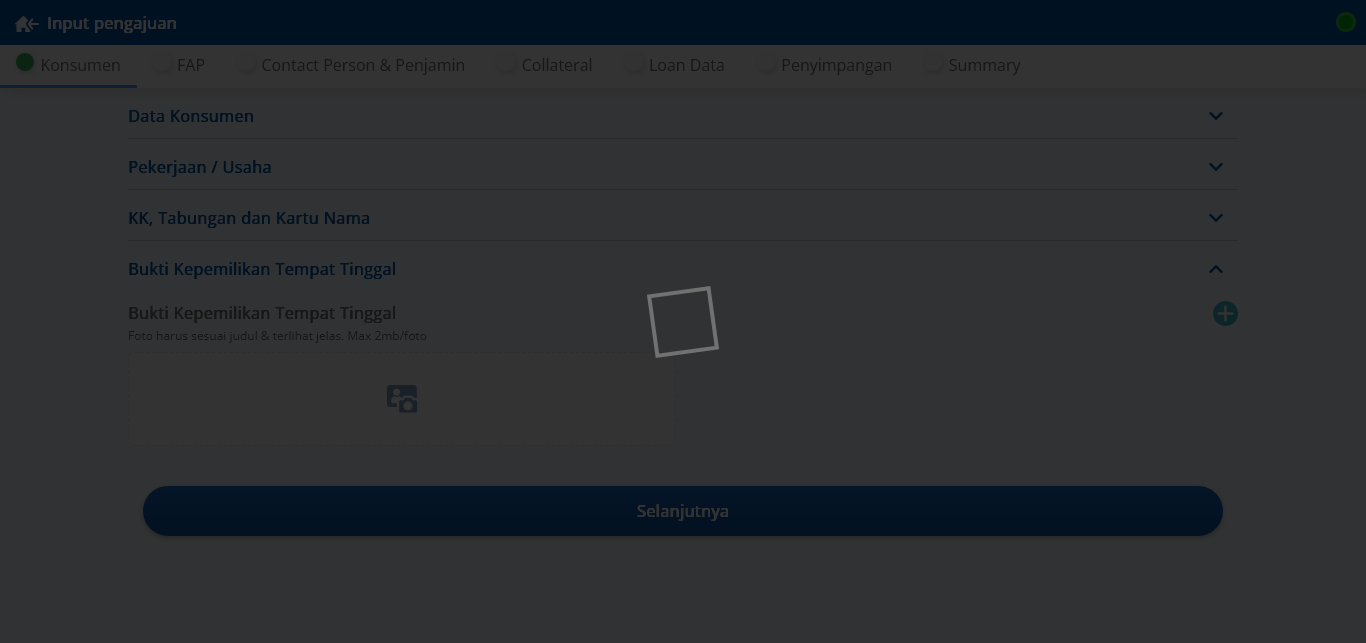 Input pengajuan
Konsumen
FAP
Contact Person & Penjamin
Collateral
Loan Data
Penyimpangan
Summary
Data Konsumen
Pekerjaan / Usaha
KK, Tabungan dan Kartu Nama
Bukti Kepemilikan Tempat Tinggal
Bukti Kepemilikan Tempat Tinggal
Foto harus sesuai judul & terlihat jelas. Max 2mb/foto
Selanjutnya